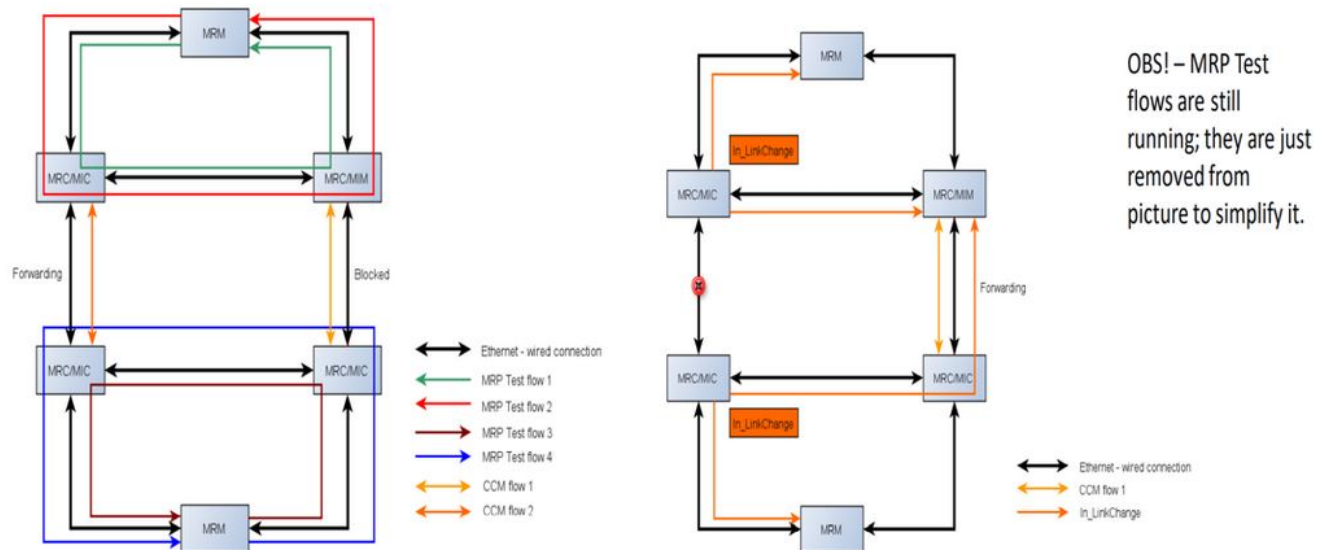 MRM
MRC/MIC
MRC/MIM
Forwarding
Blocked
MRC/MIC
MRC/MIC
MRM
Ethernet - wired connection
MRP Test flow 1
MRP Test flow 2
MRP Test flow 3
MRP Test flow 4
CCM flow 1
CCM flow 2
MRM
In_LinkChange
MRC/MIC
MRC/MIM
Forwarding
MRC/MIC
MRC/MIC
In_LinkChange
MRM
Ethernet - wired connection
CCM flow 1
In_LinkChange
OBS! – MRP Test
flows are still
running; they are just
removed from
picture to simplify it.